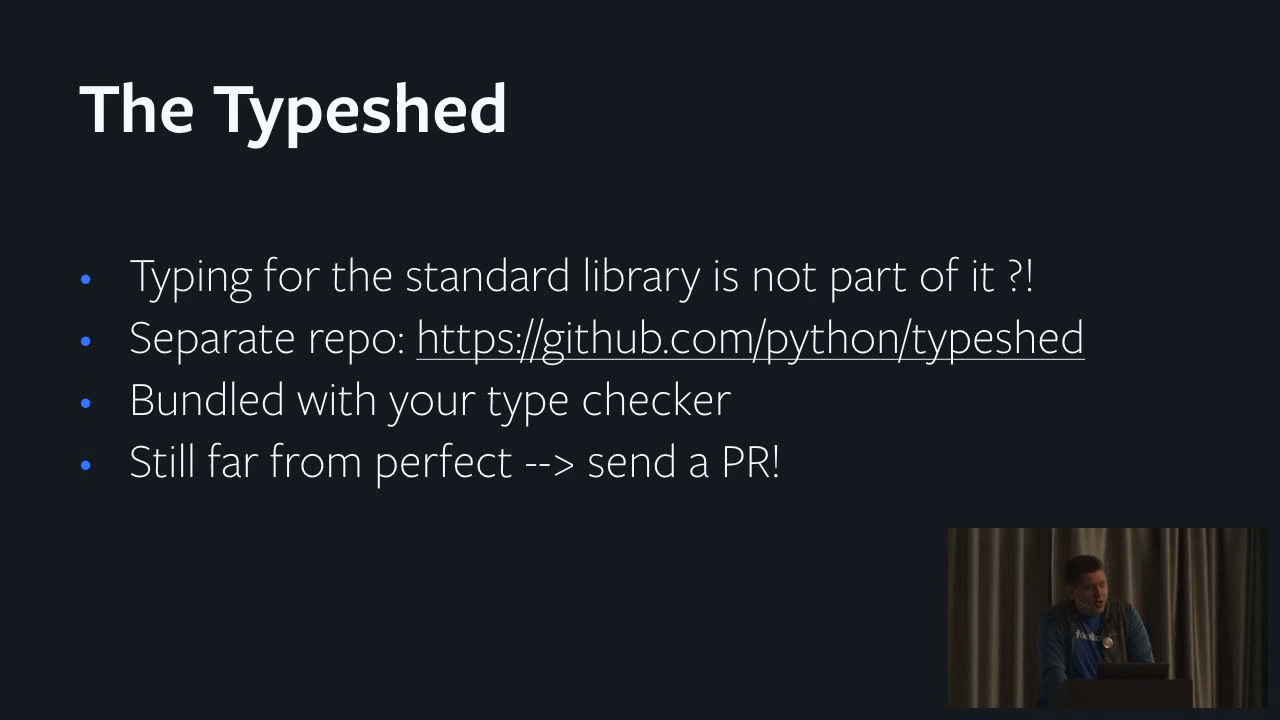 The Typeshed
• Typing for the standard library is not part of it ?!
• Separate repo: https://github.com/python/typeshed
• Bundled with your type checker
• Still far from perfect --> send a PR!